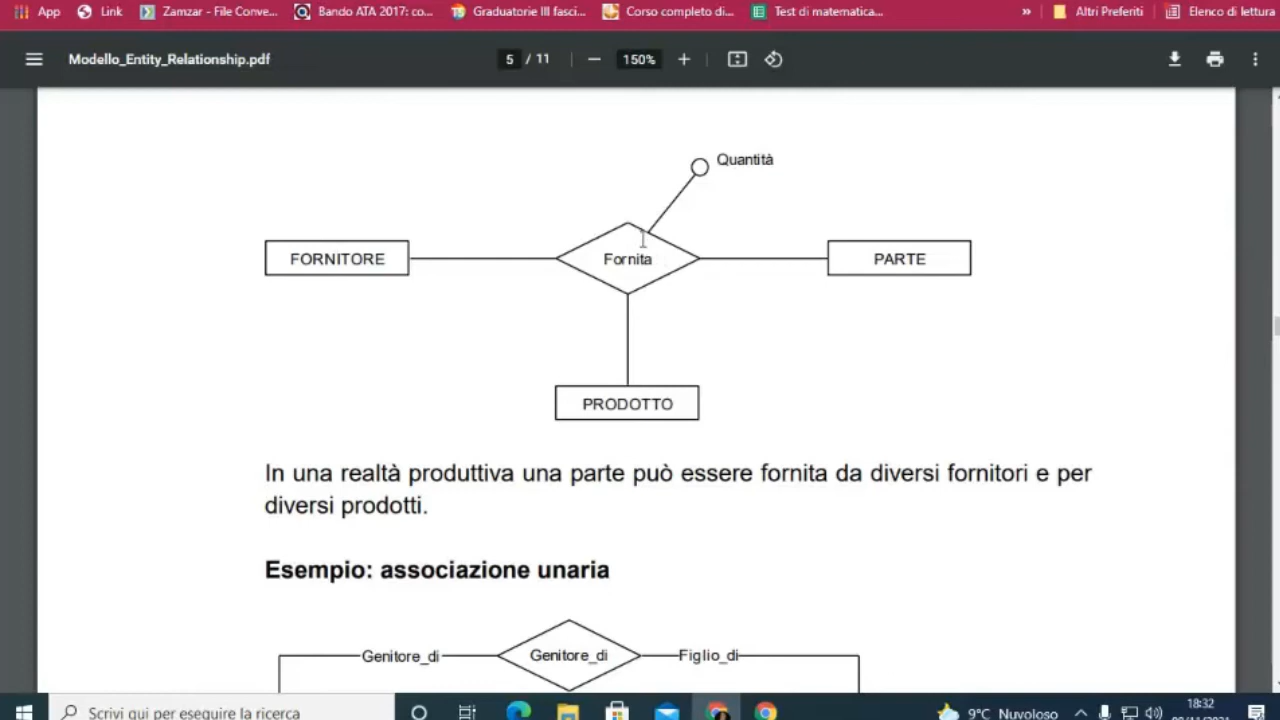 App Link Zamzar - File Conve... Bando ATA 2017: co... Graduatorie III fasci... Corso completo di... Test di matematica... » Altri Preferiti Elenco di lettura
Modello_Entity_Relationship.pdf 5 / 11 150%
Quantità
FORNITORE Fornita PARTE
PRODOTTO
In una realtà produttiva una parte può essere fornita da diversi fornitori e per
diversi prodotti.
Esempio: associazione unaria
Genitore_di Genitore_di Figlio_di
18:32
Scrivi qui per eseguire la ricerca 9°C Nuvoloso